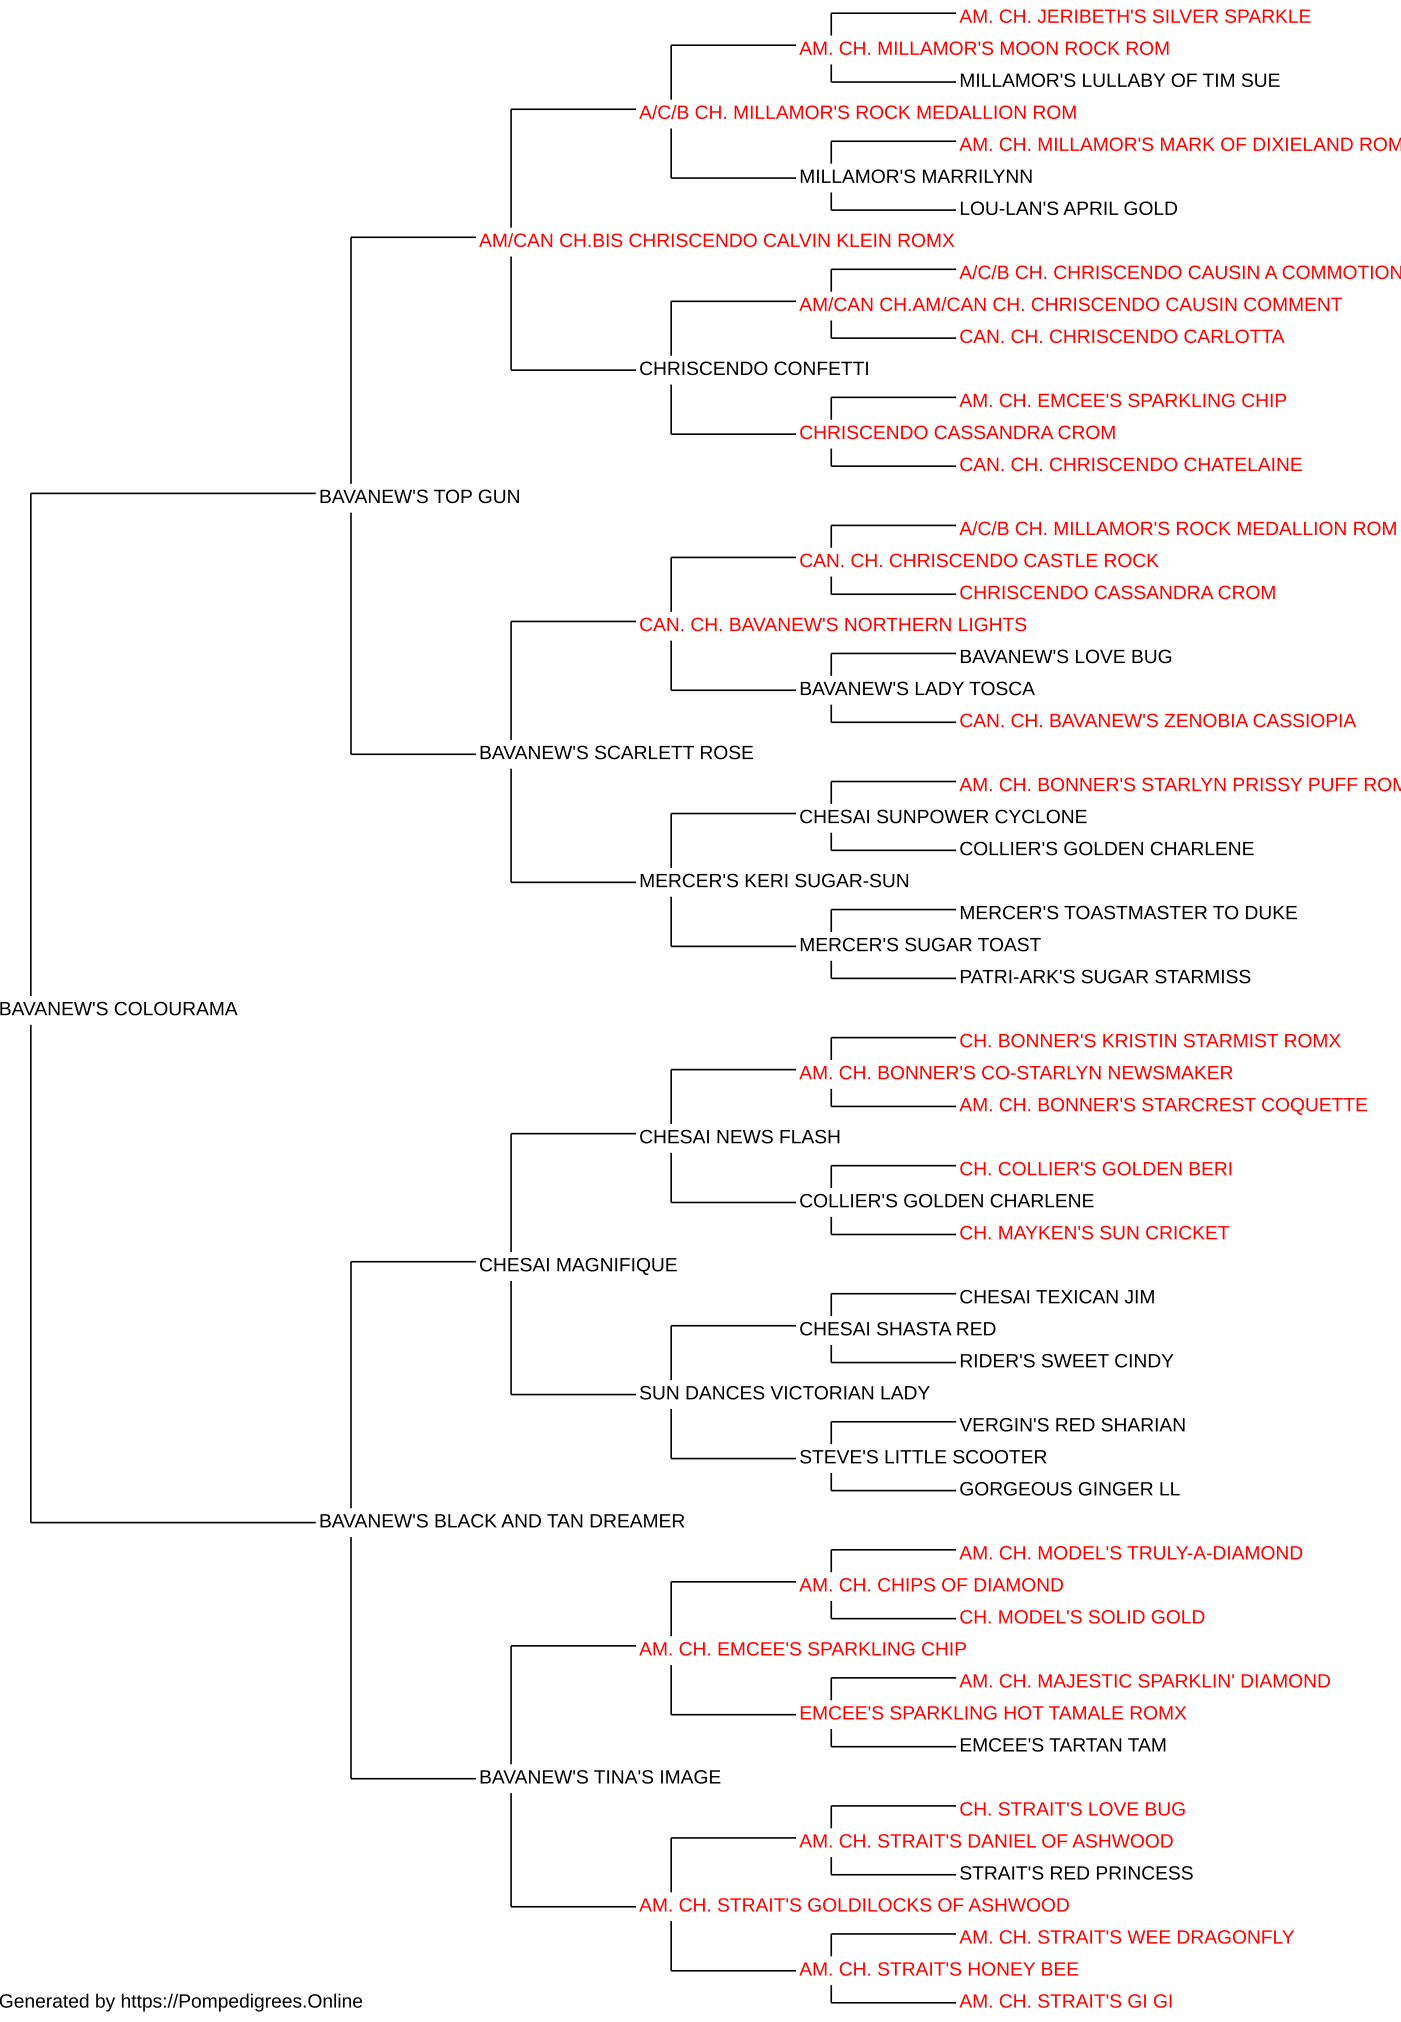 AM. CH. JERIBETH'S SILVER SPARKLE
AM. CH. MILLAMOR'S MOON ROCK ROM
MILLAMOR'S LULLABY OF TIM SUE
A/C/B CH. MILLAMOR'S ROCK MEDALLION ROM
AM. CH. MILLAMOR'S MARK OF DIXIELAND ROM
MILLAMOR'S MARRILYNN
LOU-LAN'S APRIL GOLD
AM/CAN CH.BIS CHRISCENDO CALVIN KLEIN ROMX
A/C/B CH. CHRISCENDO CAUSIN A COMMOTION
AM/CAN CH.AM/CAN CH. CHRISCENDO CAUSIN COMMENT
CAN. CH. CHRISCENDO CARLOTTA
CHRISCENDO CONFETTI
AM. CH. EMCEE'S SPARKLING CHIP
CHRISCENDO CASSANDRA CROM
CAN. CH. CHRISCENDO CHATELAINE
BAVANEW'S TOP GUN
A/C/B CH. MILLAMOR'S ROCK MEDALLION ROM
CAN. CH. CHRISCENDO CASTLE ROCK
CHRISCENDO CASSANDRA CROM
CAN. CH. BAVANEW'S NORTHERN LIGHTS
BAVANEW'S LOVE BUG
BAVANEW'S LADY TOSCA
CAN. CH. BAVANEW'S ZENOBIA CASSIOPIA
BAVANEW'S SCARLETT ROSE
AM. CH. BONNER'S STARLYN PRISSY PUFF ROM
CHESAI SUNPOWER CYCLONE
COLLIER'S GOLDEN CHARLENE
MERCER'S KERI SUGAR-SUN
MERCER'S TOASTMASTER TO DUKE
MERCER'S SUGAR TOAST
PATRI-ARK'S SUGAR STARMISS
BAVANEW'S COLOURAMA
CH. BONNER'S KRISTIN STARMIST ROMX
AM. CH. BONNER'S CO-STARLYN NEWSMAKER
AM. CH. BONNER'S STARCREST COQUETTE
CHESAI NEWS FLASH
CH. COLLIER'S GOLDEN BERI
COLLIER'S GOLDEN CHARLENE
CH. MAYKEN'S SUN CRICKET
CHESAI MAGNIFIQUE
CHESAI TEXICAN JIM
CHESAI SHASTA RED
RIDER'S SWEET CINDY
SUN DANCES VICTORIAN LADY
VERGIN'S RED SHARIAN
STEVE'S LITTLE SCOOTER
GORGEOUS GINGER LL
BAVANEW'S BLACK AND TAN DREAMER
AM. CH. MODEL'S TRULY-A-DIAMOND
AM. CH. CHIPS OF DIAMOND
CH. MODEL'S SOLID GOLD
AM. CH. EMCEE'S SPARKLING CHIP
AM. CH. MAJESTIC SPARKLIN' DIAMOND
EMCEE'S SPARKLING HOT TAMALE ROMX
EMCEE'S TARTAN TAM
BAVANEW'S TINA'S IMAGE
CH. STRAIT'S LOVE BUG
AM. CH. STRAIT'S DANIEL OF ASHWOOD
STRAIT'S RED PRINCESS
AM. CH. STRAIT'S GOLDILOCKS OF ASHWOOD
AM. CH. STRAIT'S WEE DRAGONFLY
AM. CH. STRAIT'S HONEY BEE
AM. CH. STRAIT'S GI GI
Generated by https://Pompedigrees.Online